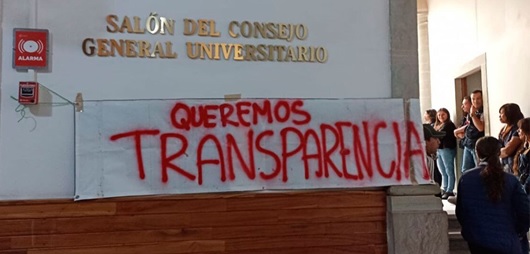 SALÓN DEL CONSEJO
GENERAL UNIVERSITARIO
ALARMA
QUEREMOS
TRANSPARENCIA